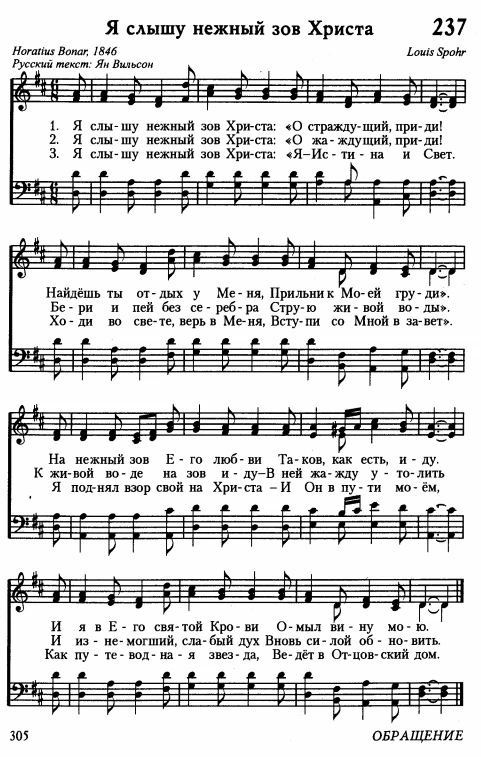 Я слышу нежный зов Христа 237
Horatius Bonar, 1846 Louis Spohr
Русский текст: Ян Вильсон
1. Я слы-шу нежный зов Хри-ста: «О стражду-щий, при-ди!
2. Я слы-шу нежный зов Хри-ста: «О жа-ждущий, при-ди!
3. Я слы-шу нежный зов Хри-ста: «Я-Ис-ти-на и Свет.
Найдёшь ты от-дых у Ме-ня, Прильни к Мо-ей гру-ди».
Бе-ри и пей без се-реб-ра Стру-ю жи-вой во-ды».
Хо-ди во све-те, верь в Ме-ня, Всту-пи со Мной в за-вет».
На нежный зов Е-го люб-ви Та-ков, как есть, и-ду.
К живой во-де на зов и-ду-В ней жа-жду у-то-лить
Я под-нял взор свой на Хри-ста -И Он в пу-ти мо-ём,
И я в Е-го свя-той Кро-ви О-мыл ви-ну мо-ю.
И из-не-могший, сла-бый дух Вновь си-лой об-но-вить.
Как пу-те-вод-на-я звез-да, Ве-дёт в От-цов-ский дом.
305 ОБРАЩЕНИЕ